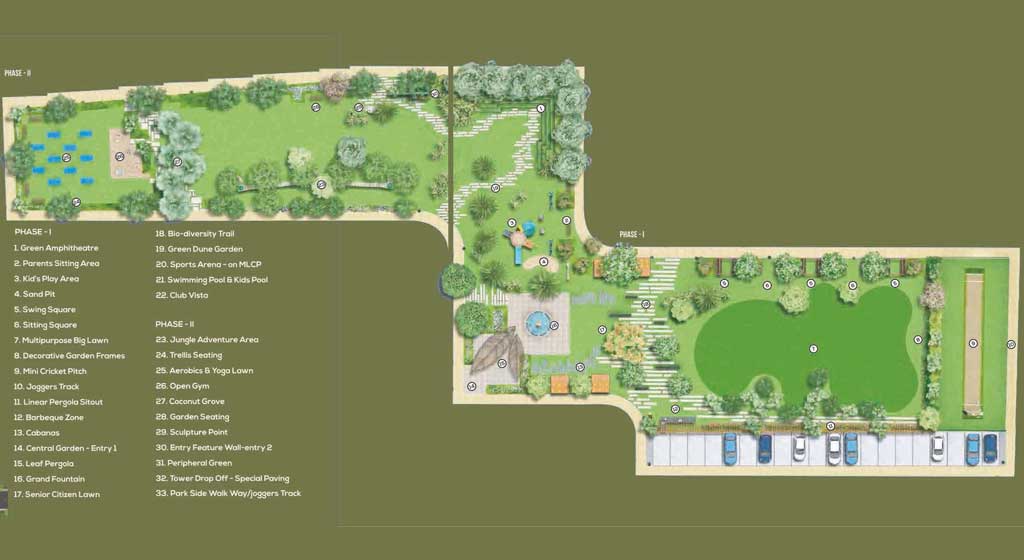 PHASE - II
PHASE - I
PHASE - I
1. Green Amphitheatre
2. Parents Sitting Area
3. Kid's Play Area
4. Sand Pit
5. Swing Square
6. Sitting Square
7. Multipurpose Big Lawn
8. Decorative Garden Frames
9. Mini Cricket Pitch
10. Joggers Track
11. Linear Pergola Sitout
12. Barbeque Zone
13. Cabanas
14. Central Garden - Entry 1
15. Leaf Pergola
16. Grand Fountain
17. Senior Citizen Lawn
18. Bio-diversity Trail
19. Green Dune Garden
20. Sports Arena - on MLCP
21. Swimming Pool & Kids Pool
22. Club Vista
PHASE - II
23. Jungle Adventure Area
24. Trellis Seating
25. Aerobics & Yoga Lawn
26. Open Gym
27. Coconut Grove
28. Garden Seating
29. Sculpture Point
30. Entry Feature Wall-entry 2
31. Peripheral Green
32. Tower Drop Off - Special Paving
33. Park Side Walk Way/joggers Track